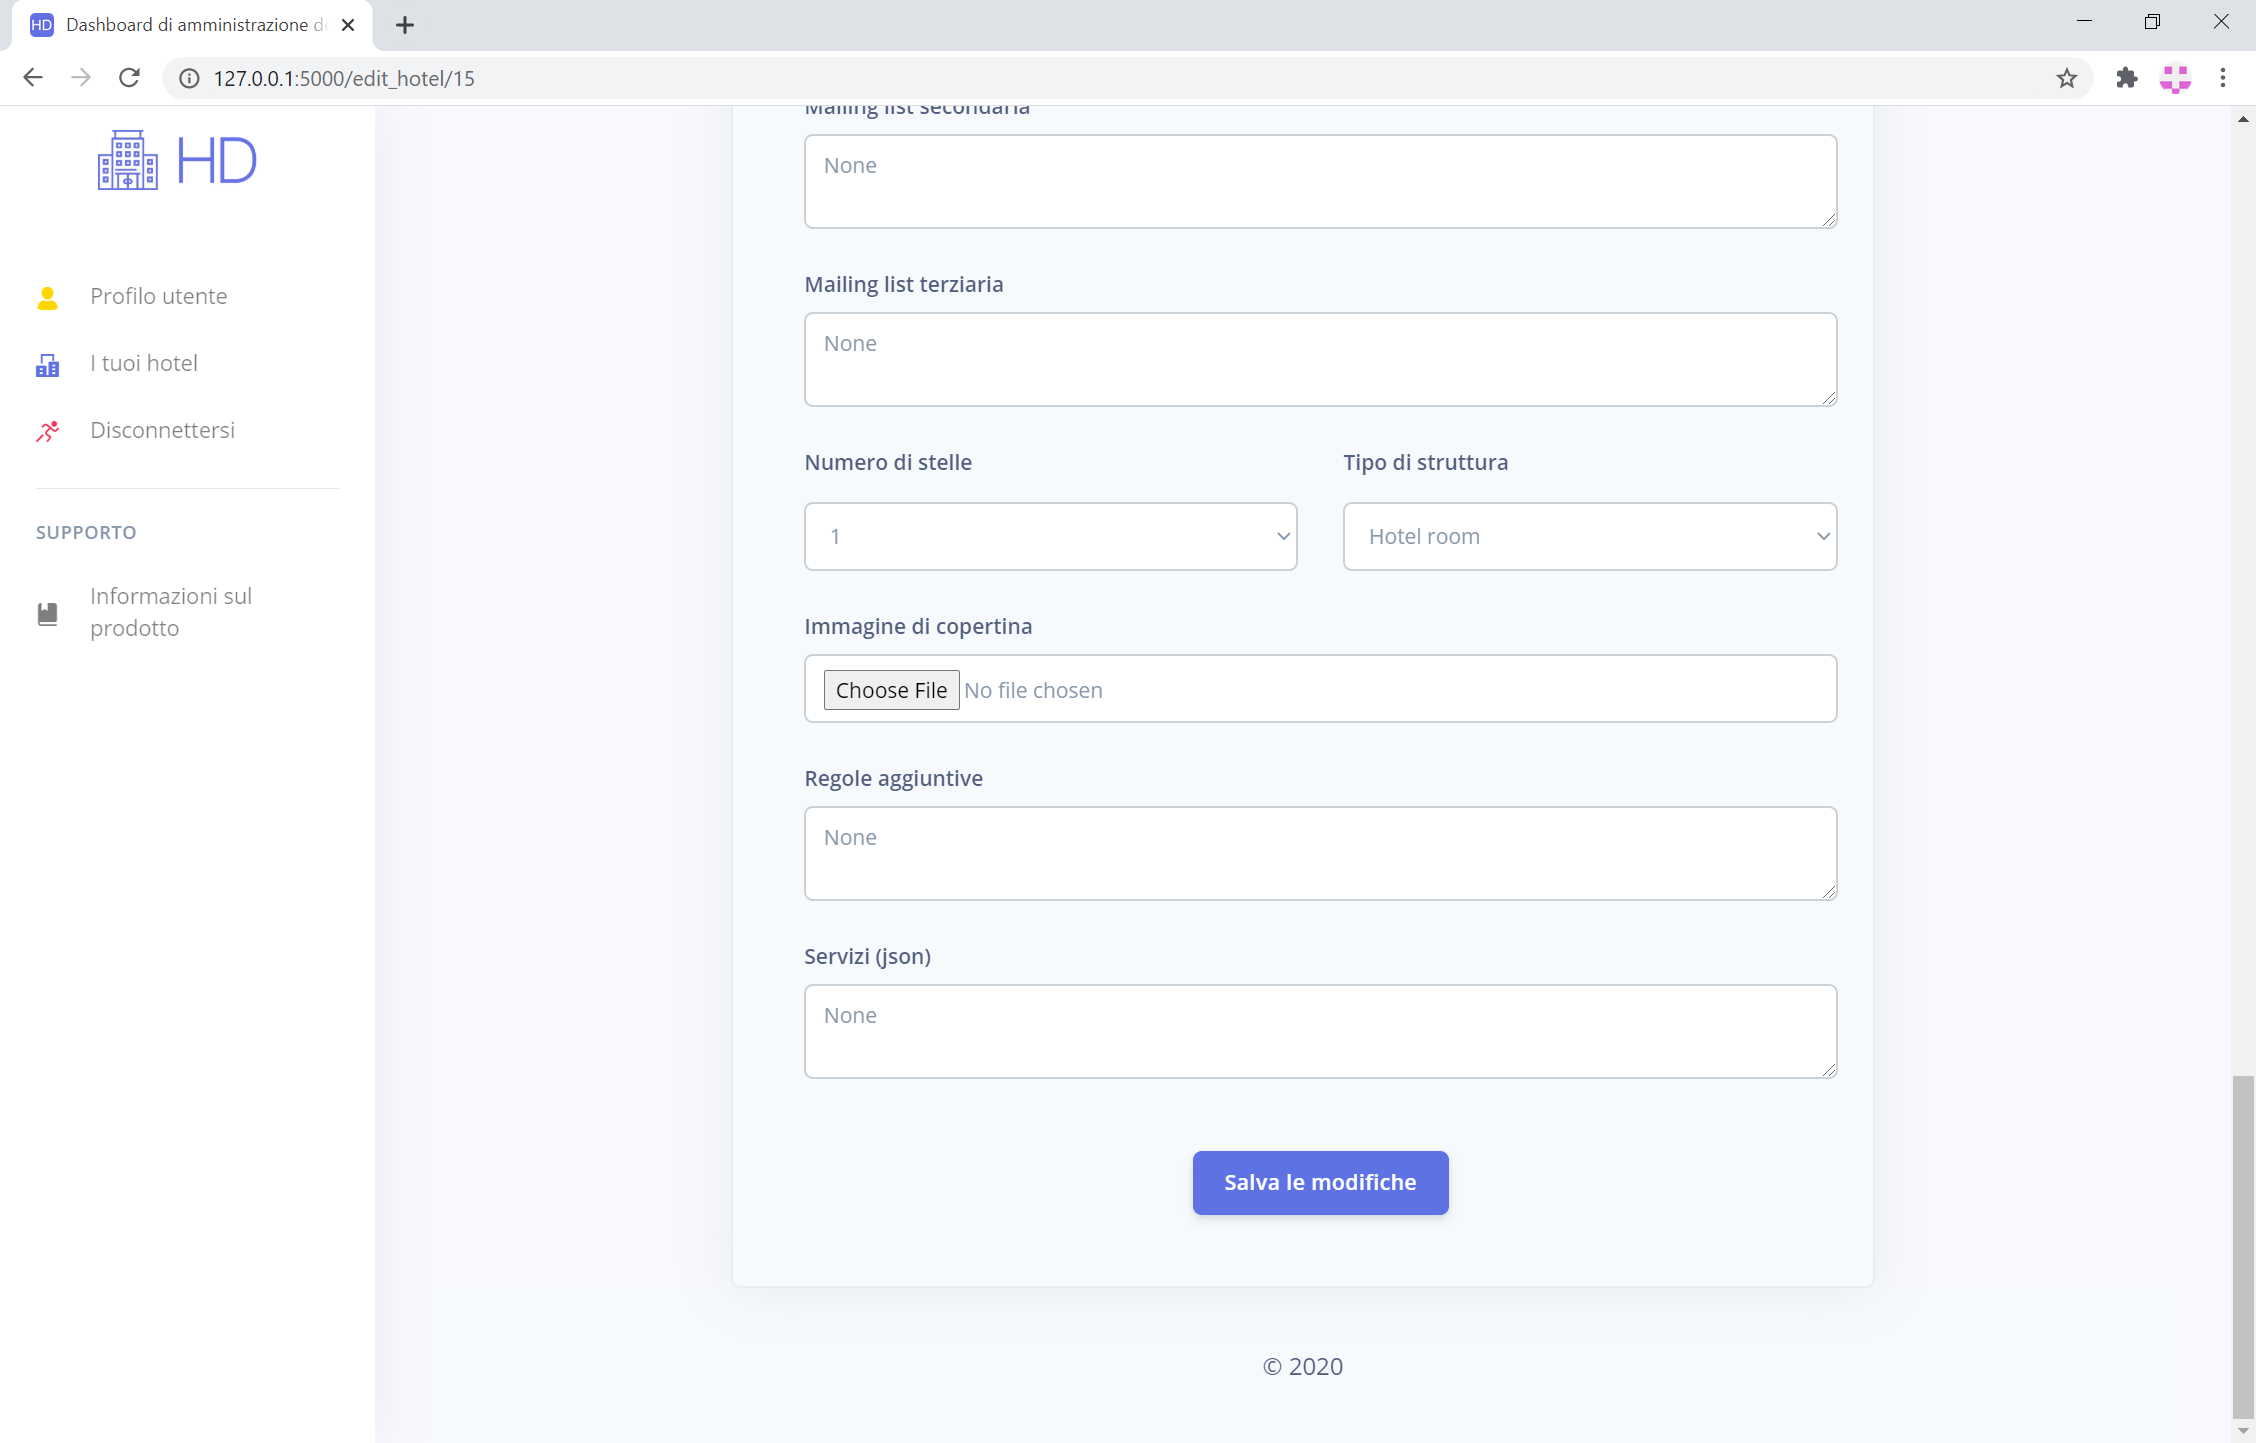 HD Dashboard di amministrazione d
127.0.0.1:5000/edit_hotel/15
HD
Profilo utente
I tuoi hotel
Disconnettersi
SUPPORTO
Informazioni sul
prodotto
Mailing list secondaria
None
Mailing list terziaria
None
Numero di stelle
Tipo di struttura
1
Hotel room
Immagine di copertina
Choose File No file chosen
Regole aggiuntive
None
Servizi (json)
None
Salva le modifiche
© 2020